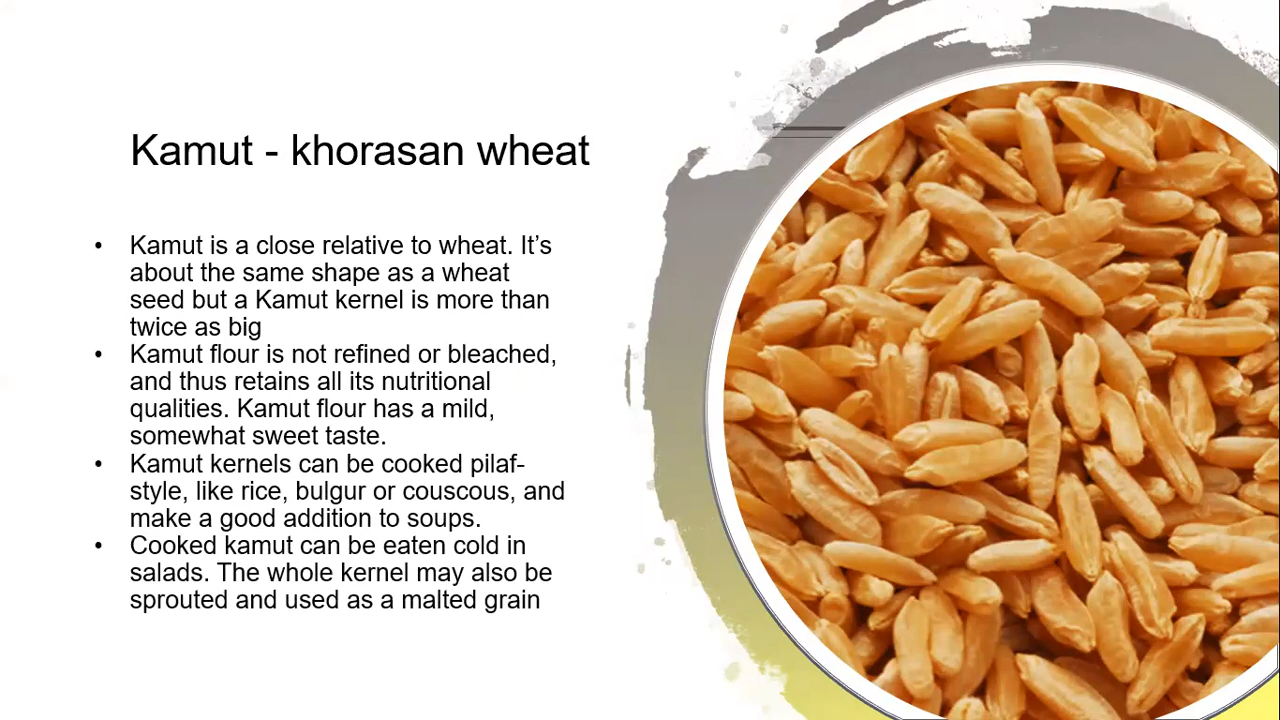 Kamut - khorasan wheat
• Kamut is a close relative to wheat. It’s
about the same shape as a wheat
seed but a Kamut kernel is more than
twice as big
• Kamut flour is not refined or bleached,
and thus retains all its nutritional
qualities. Kamut flour has a mild,
somewhat sweet taste.
• Kamut kernels can be cooked pilaf-
style, like rice, bulgur or couscous, and
make a good addition to soups.
• Cooked kamut can be eaten cold in
salads. The whole kernel may also be
sprouted and used as a malted grain